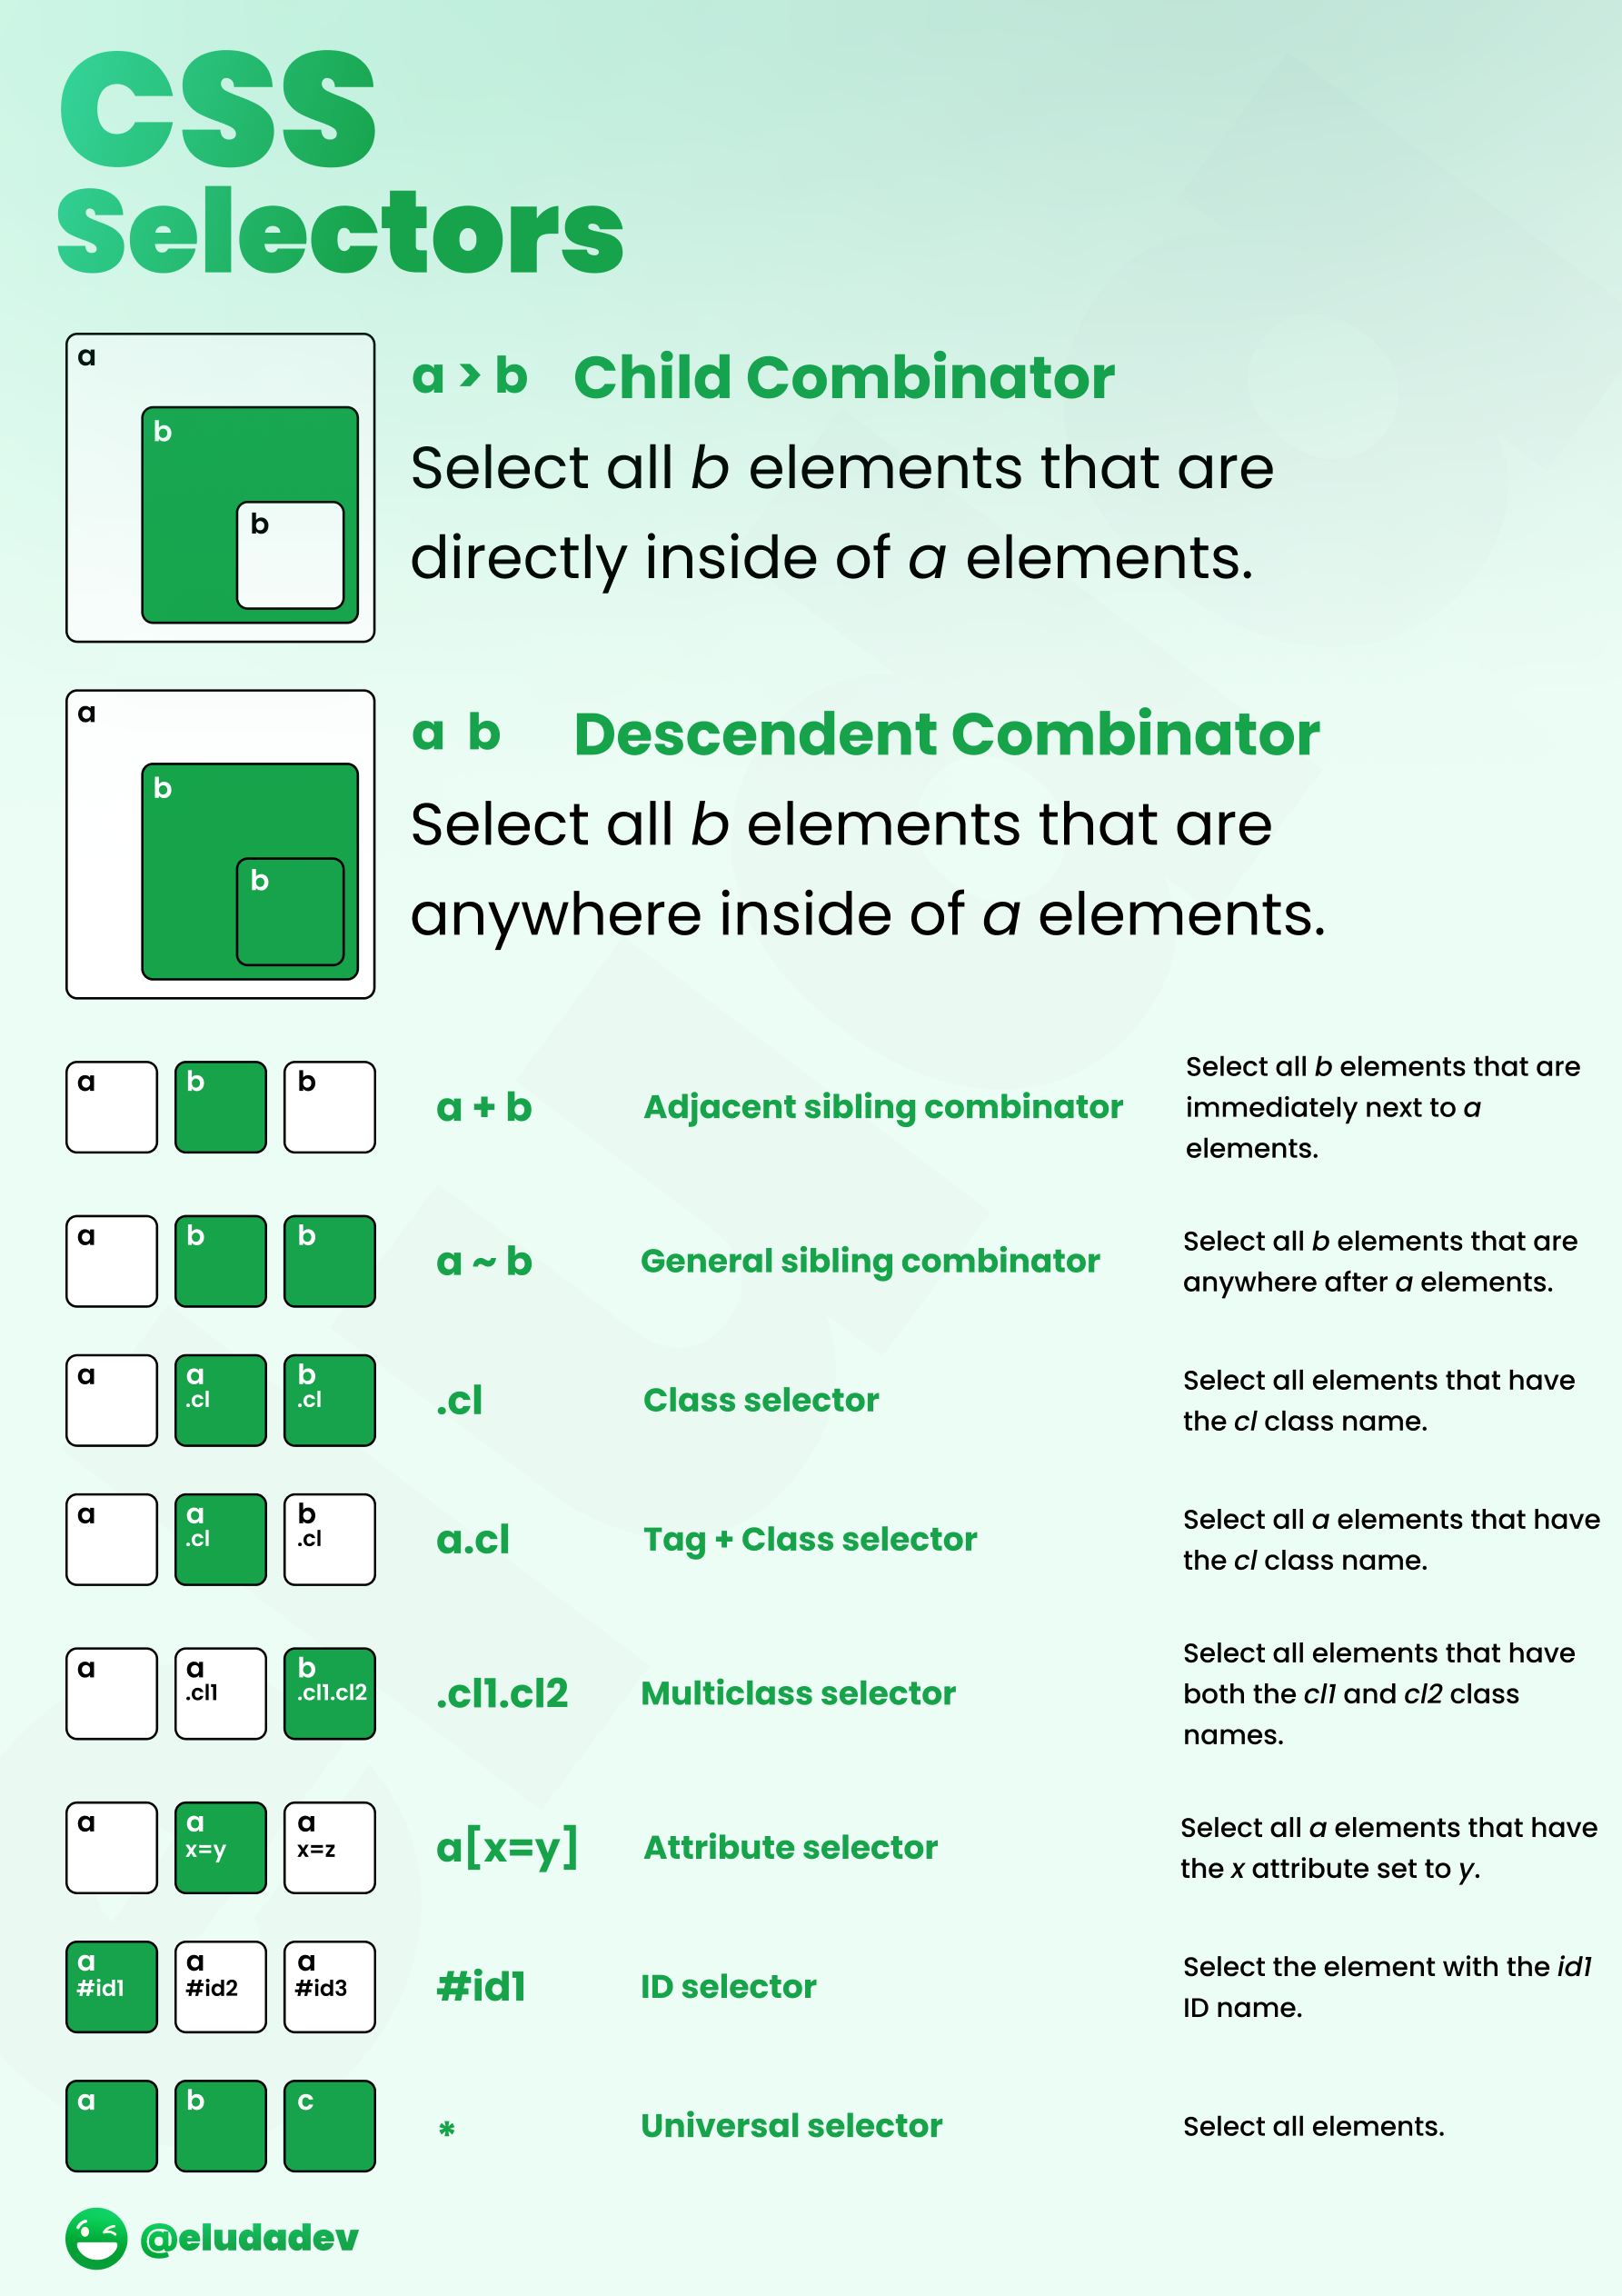 CSS
Selectors
a
b
b
a > b Child Combinator
Select all b elements that are
directly inside of a elements.
a
b
b
a b Descendent Combinator
Select all b elements that are
anywhere inside of a elements.
a b b
a + b
Adjacent sibling combinator
Select all b elements that are
immediately next to a
elements.
a b b
a ~ b
General sibling combinator
Select all b elements that are
anywhere after a elements.
a a b
.cl .cl
.cl
Class selector
Select all elements that have
the cl class name.
a a b
.cl .cl
a.cl
Tag + Class selector
Select all a elements that have
the cl class name.
a a b
.cl1 .cl1.cl2
.cl1.cl2
Multiclass selector
Select all elements that have
both the cl1 and cl2 class
names.
a a a
x=y x=z
a[x=y]
Attribute selector
Select all a elements that have
the x attribute set to y.
a a a
#id1 #id2 #id3
#id1
ID selector
Select the element with the id1
ID name.
a b c
*
Universal selector
Select all elements.
@eludadev